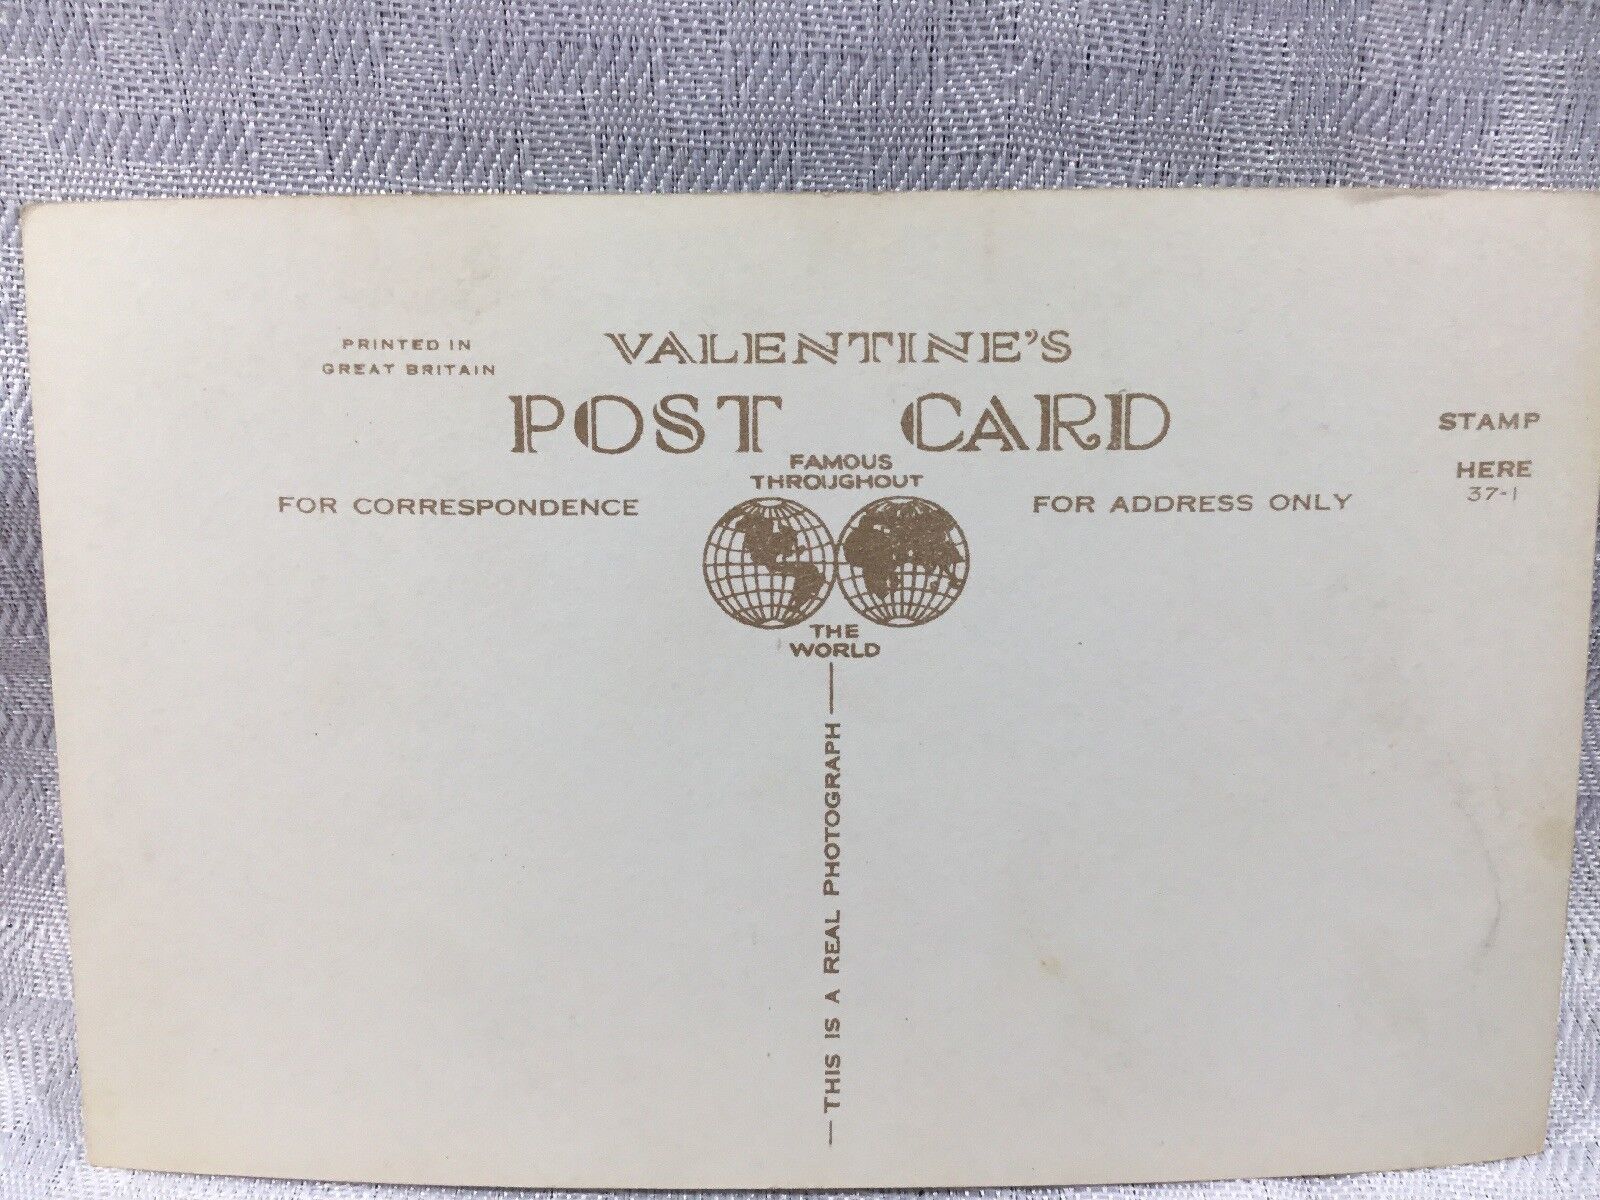 PRINTED IN
GREAT BRITAIN
VALENTINE'S
POST CARD
FAMOUS
THROUGHOUT
THE
WORLD
FOR CORRESPONDENCE
FOR ADDRESS ONLY
STAMP
HERE
37-1
THIS IS A REAL PHOTOGRAPH